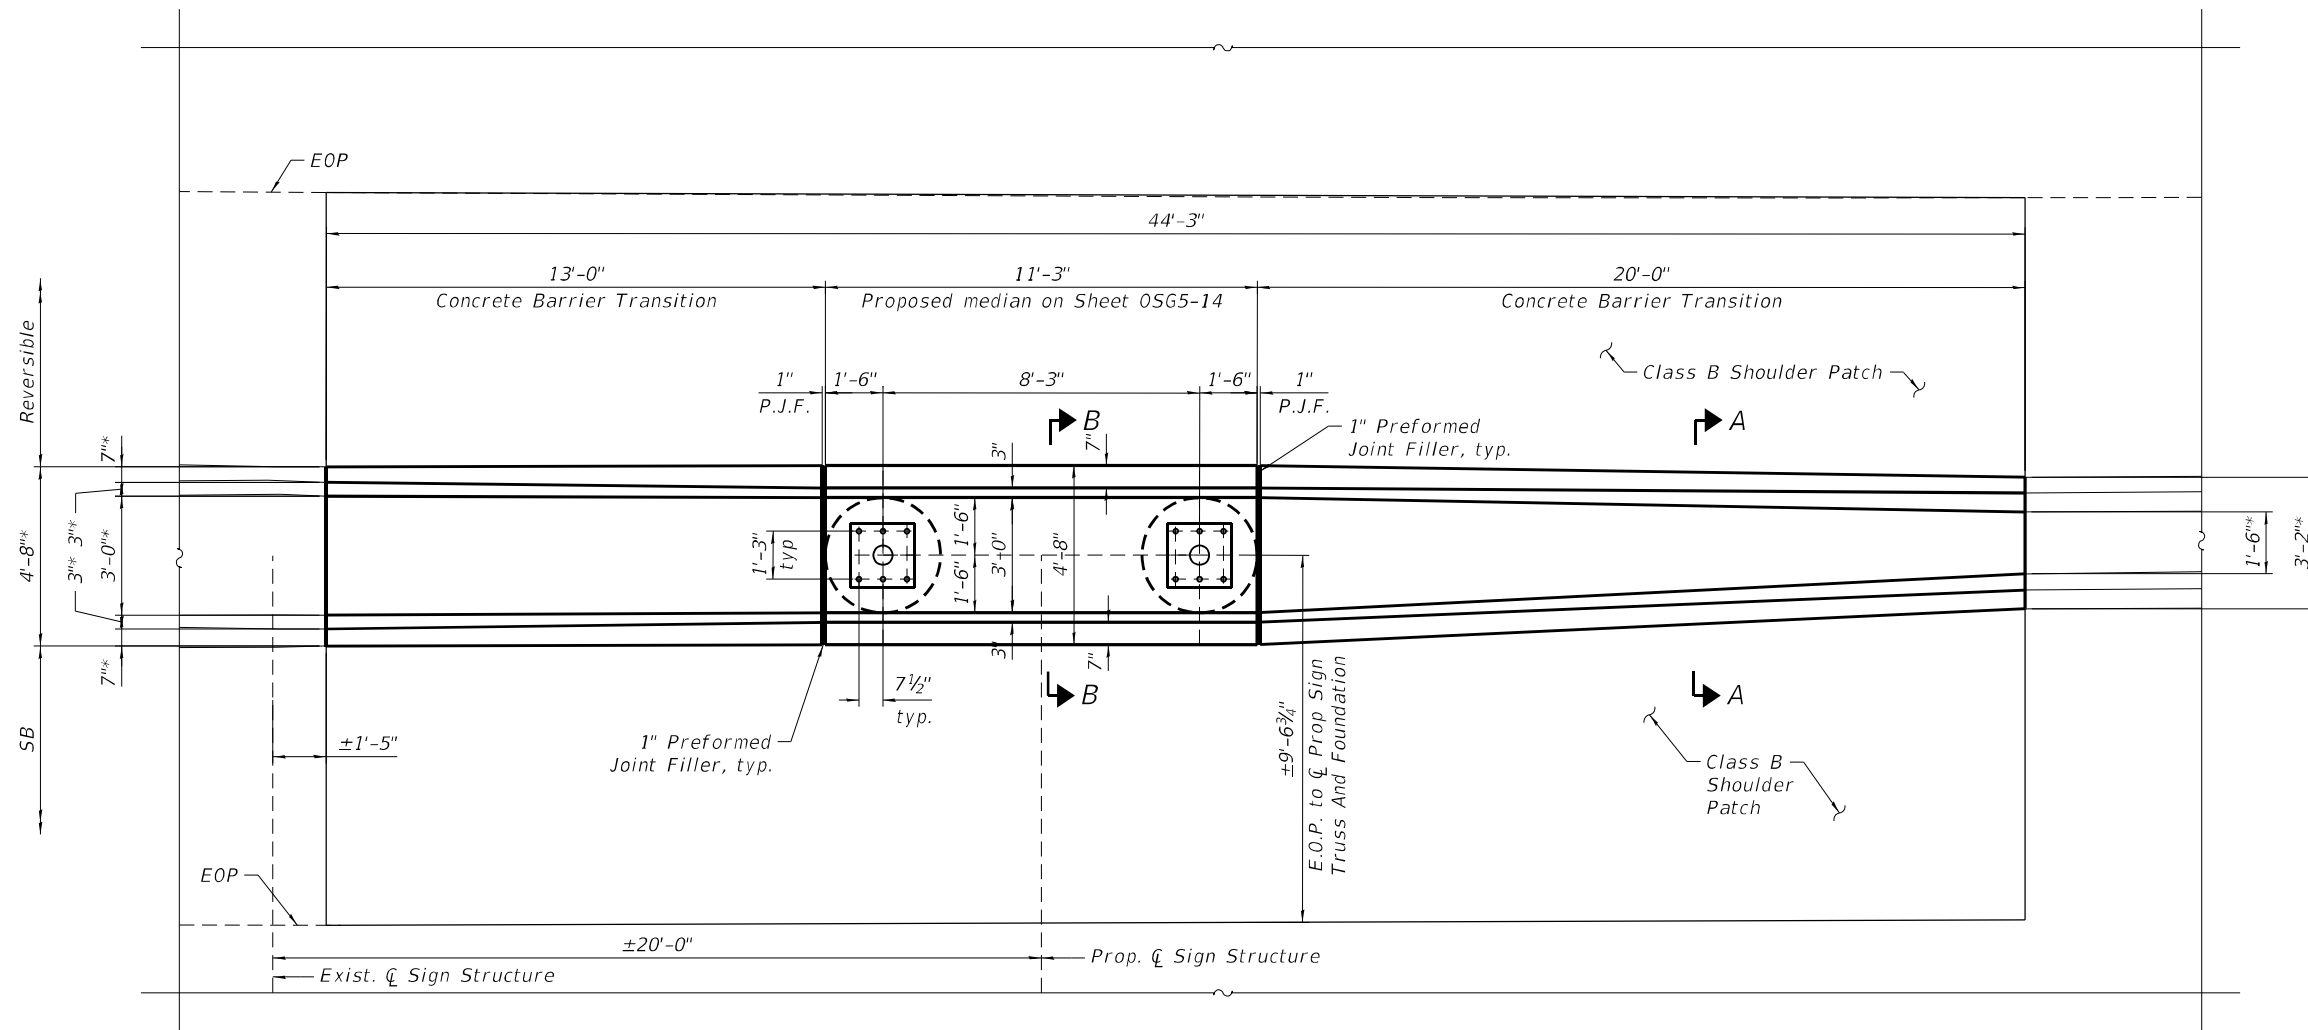 EOP
44'-3"
13'-0"
Concrete Barrier Transition
11'-3"
Proposed median on Sheet OSG5-14
20'-0"
Concrete Barrier Transition
Reversible
Class B Shoulder Patch
1"
P.J.F.
1'-6"
8'-3"
1'-6"
1"
P.J.F.
B
A
1" Preformed
Joint Filler, typ.
7"*
3"
7"
4'-8"*
3"* 3"*
3'-0"*
1'-3"
typ
1'-6"
1'-6"
3'-0"
4'-8"
1'-6"*
3'-2"*
7"*
3"
7"
7½"
typ.
B
A
SB
±1'-5"
1" Preformed
Joint Filler, typ.
±9'-6¾"
E.O.P. to ℄ Prop Sign
Truss And Foundation
Class B
Shoulder
Patch
EOP
±20'-0"
Exist. ℄ Sign Structure
Prop. ℄ Sign Structure